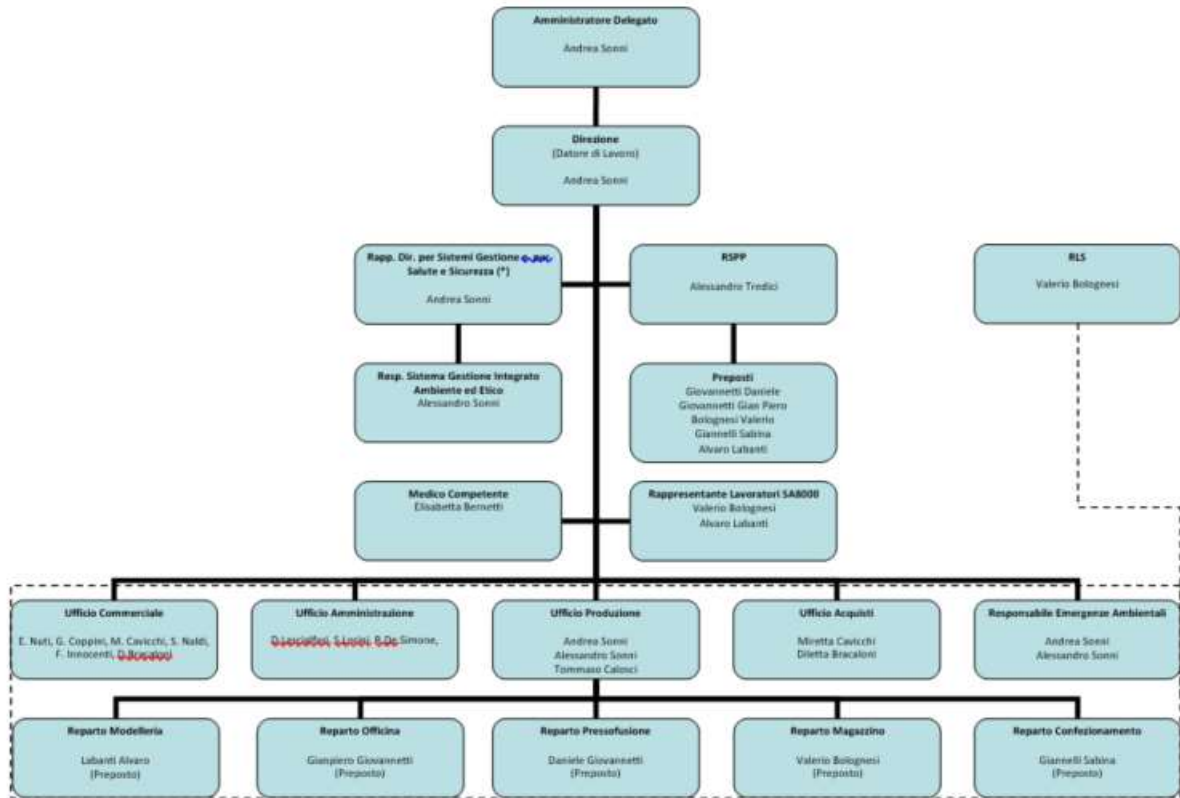 Amministratore Delegato
Andrea Sonni
Direzione
(Datore di Lavoro)
Andrea Sonni
Rapp. Dir. per Sistemi Gestione
Salute e Sicurezza (*)
Andrea Sonni
RSPP
Alessandro Tredici
RLS
Valerio Bolognesi
Resp. Sistema Gestione Integrato
Ambiente ed Etico
Alessandro Sonni
Preposti
Giovannetti Daniele
Giovannetti Gian Piero
Bolognesi Valerio
Giannelli Sabina
Alvaro Labanti
Medico Competente
Elisabetta Bernetti
Rappresentante Lavoratori SA8000
Valerio Bolognesi
Alvaro Labanti
Ufficio Commerciale
E. Nuti, G. Coppini, M. Cavicchi, S. Naldi,
F. Innocenti, D.Bracaloni
Ufficio Amministrazione
S.Losisi, R.De Simone,
Ufficio Produzione
Andrea Sonni
Alessandro Sonni
Tommaso Calosci
Ufficio Acquisti
Miretta Cavicchi
Diletta Bracaloni
Responsabile Emergenze Ambientali
Andrea Sonni
Alessandro Sonni
Reparto Modelleria
Labanti Alvaro
(Preposto)
Reparto Officina
Gianpiero Giovannetti
(Preposto)
Reparto Pressofusione
Daniele Giovannetti
(Preposto)
Reparto Magazzino
Valerio Bolognesi
(Preposto)
Reparto Confezionamento
Giannelli Sabina
(Preposto)